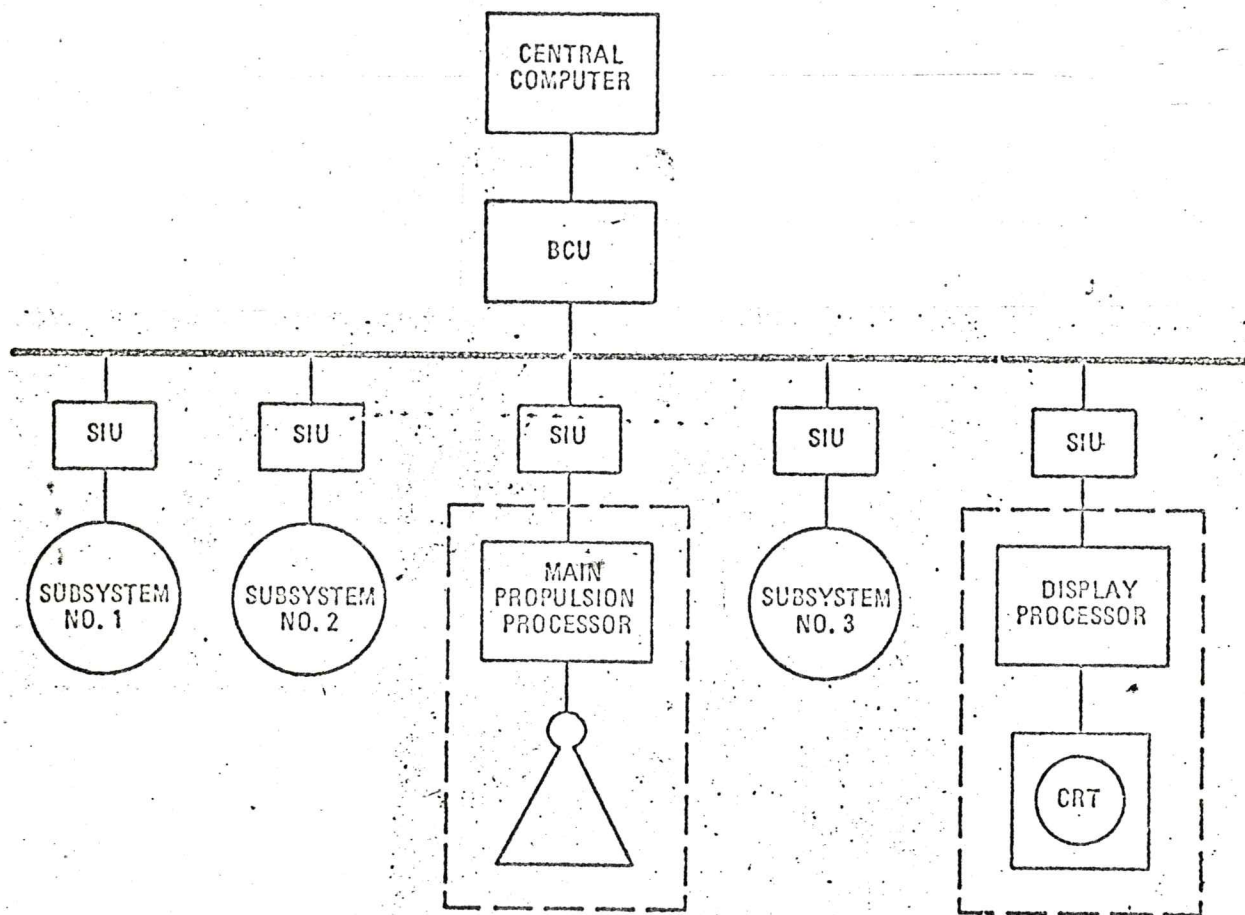 CENTRAL
COMPUTER
BCU
SIU
SIU
SIU
SIU
SIU
SUBSYSTEM
NO. 1
SUBSYSTEM
NO. 2
MAIN
PROPULSION
PROCESSOR
SUBSYSTEM
NO. 3
DISPLAY
PROCESSOR
CRT